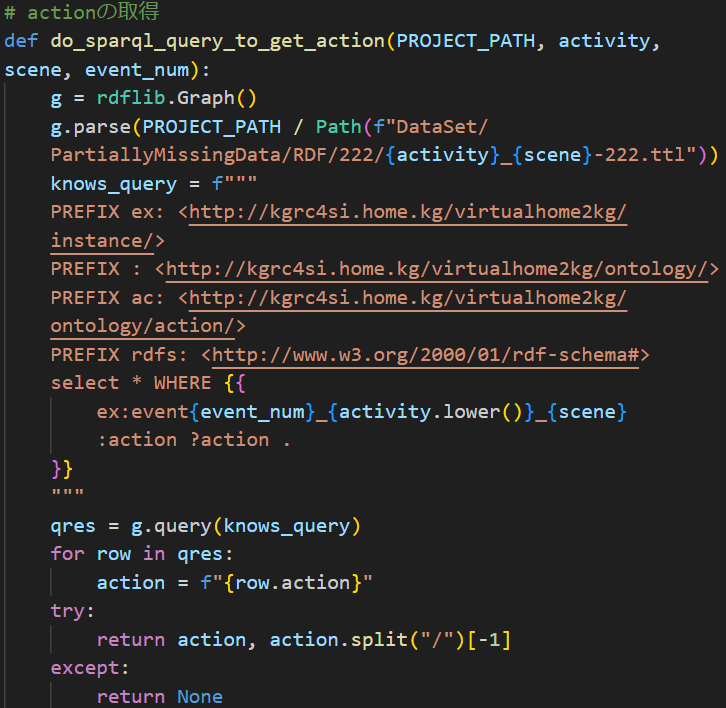 # actionの取得
def do_sparql_query_to_get_action(PROJECT_PATH, activity,
scene, event_num):
    g = rdflib.Graph()
    g.parse(PROJECT_PATH / Path(f"DataSet/
    PartiallyMissingData/RDF/222/{activity}_{scene}-222.ttl"))
    knows_query = f"""
    PREFIX ex: <http://kgrc4si.home.kg/virtualhome2kg/
    instance/>
    PREFIX : <http://kgrc4si.home.kg/virtualhome2kg/ontology/>
    PREFIX ac: <http://kgrc4si.home.kg/virtualhome2kg/
    ontology/action/>
    PREFIX rdfs: <http://www.w3.org/2000/01/rdf-schema#>
    select * WHERE {{
        ex:event{event_num}_{activity.lower()}_{scene}
        :action ?action .
    }}
    """
    qres = g.query(knows_query)
    for row in qres:
        action = f"{row.action}"
    try:
        return action, action.split("/")[-1]
    except:
        return None